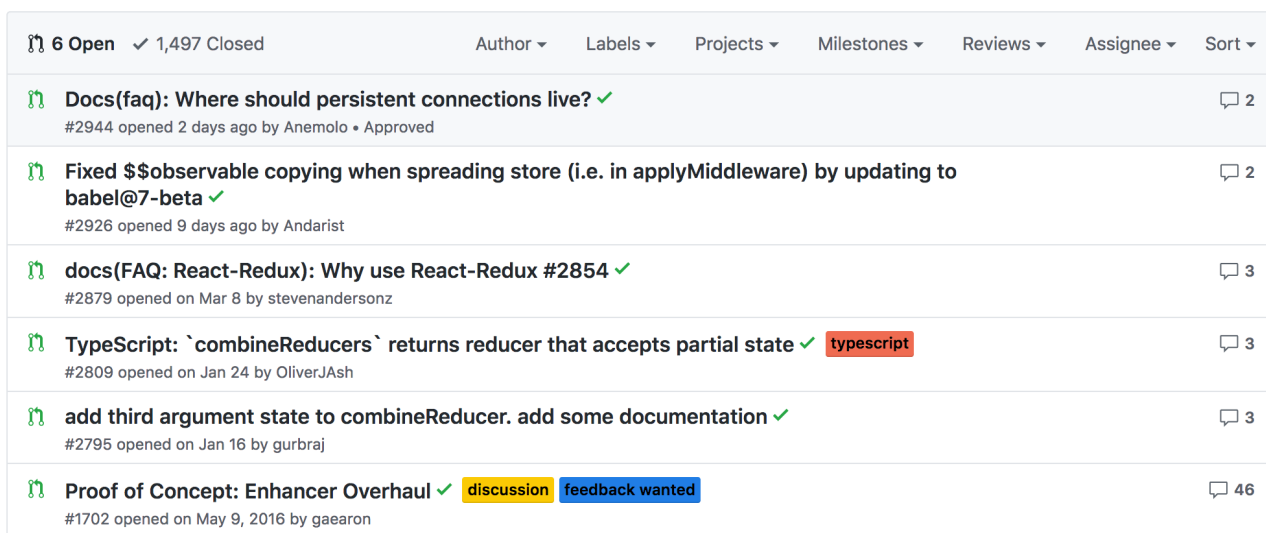 6 Open 1,497 Closed Author Labels Projects Milestones Reviews Assignee Sort
Docs(faq): Where should persistent connections live? 2
#2944 opened 2 days ago by Anemolo • Approved
Fixed $$observable copying when spreading store (i.e. in applyMiddleware) by updating to 2
babel@7-beta
#2926 opened 9 days ago by Andarist
docs(FAQ: React-Redux): Why use React-Redux #2854 3
#2879 opened on Mar 8 by stevenandersonz
TypeScript: `combineReducers` returns reducer that accepts partial state typescript 3
#2809 opened on Jan 24 by OliverJAsh
add third argument state to combineReducer. add some documentation 3
#2795 opened on Jan 16 by gurbraj
Proof of Concept: Enhancer Overhaul discussion feedback wanted 46
#1702 opened on May 9, 2016 by gaearon